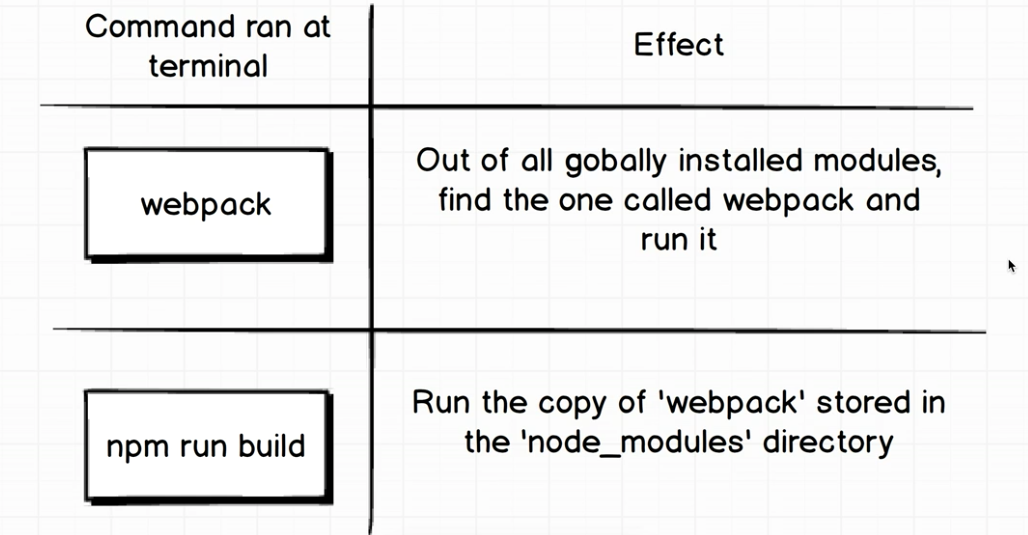 Command ran at
terminal
Effect
webpack
Out of all gobally installed modules,
find the one called webpack and
run it
npm run build
Run the copy of 'webpack' stored in
the 'node_modules' directory